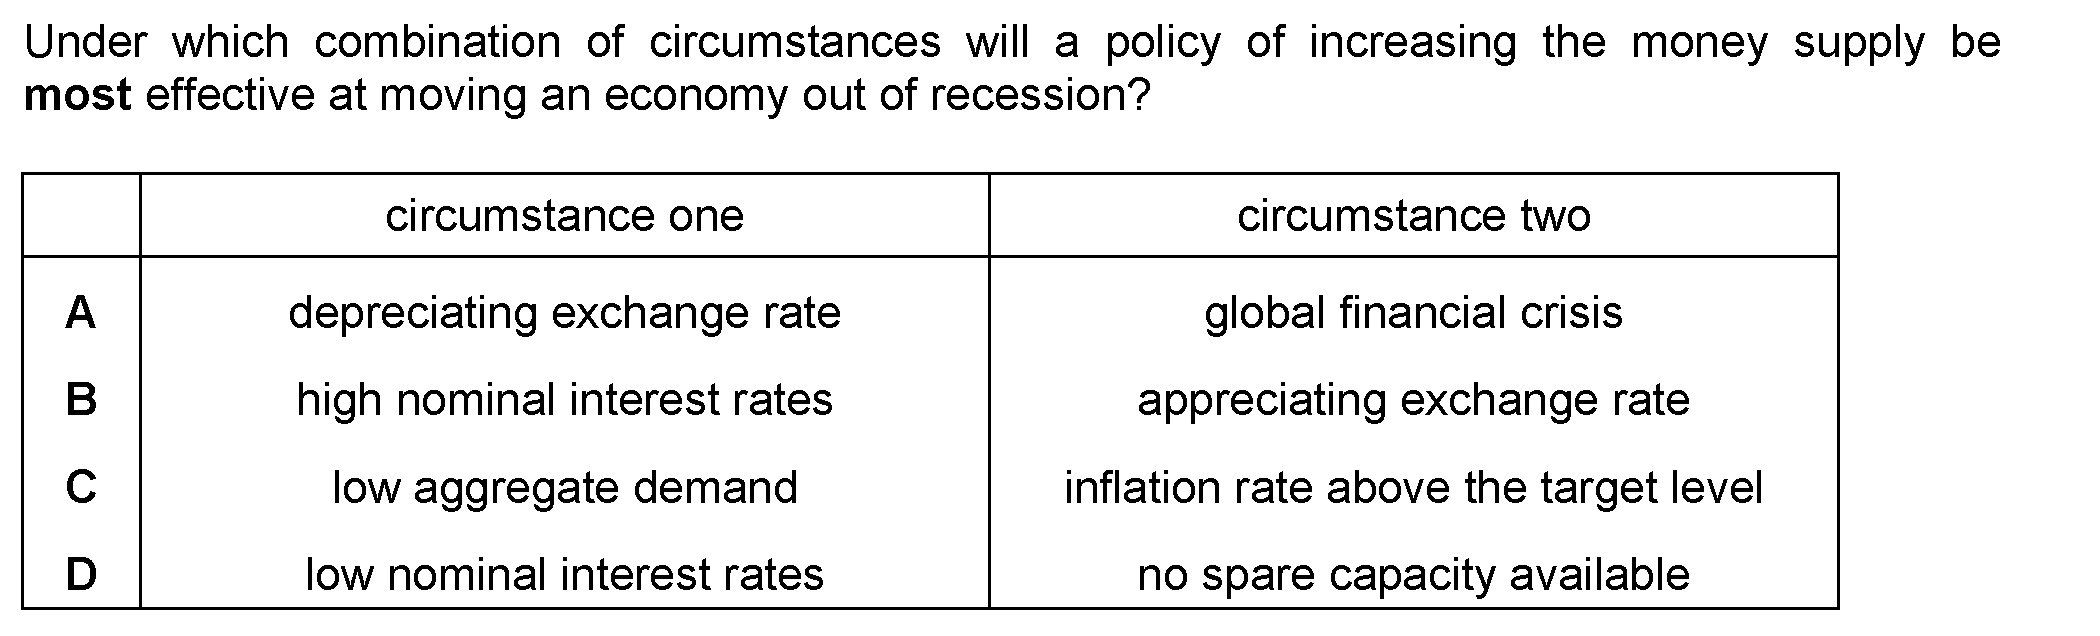 Under which combination of circumstances will a policy of increasing the money supply be
most effective at moving an economy out of recession?
circumstance one circumstance two
A depreciating exchange rate global financial crisis
B high nominal interest rates appreciating exchange rate
C low aggregate demand inflation rate above the target level
D low nominal interest rates no spare capacity available